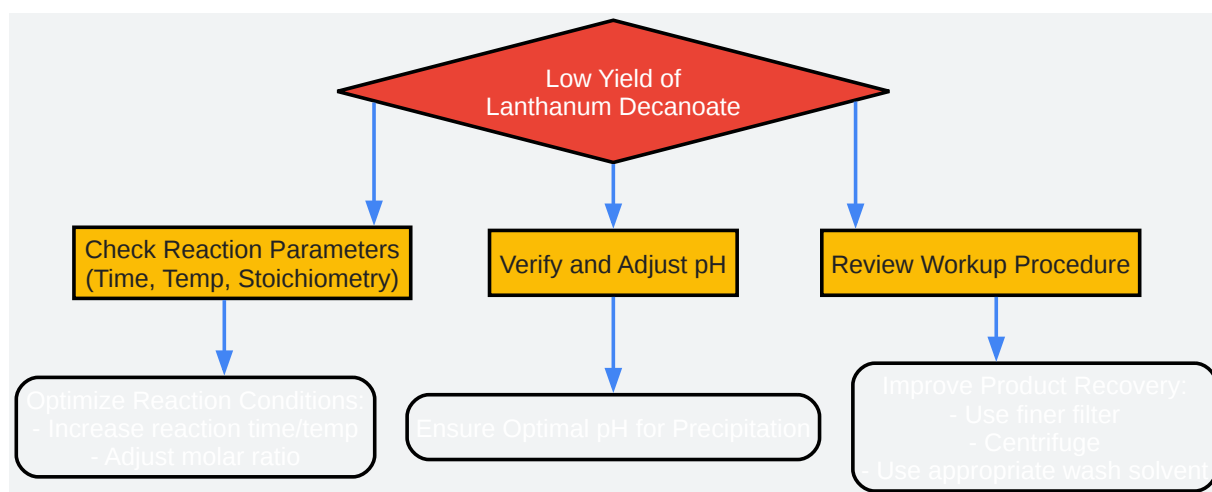 Low Yield of
Lanthanum Decanoate
Check Reaction Parameters
(Time, Temp, Stoichiometry)
Verify and Adjust pH
Review Workup Procedure
Optimize Reaction Conditions:
- Increase reaction time/temp
- Adjust molar ratio
Ensure Optimal pH for Precipitation
Improve Product Recovery:
- Use finer filter
- Centrifuge
- Use appropriate wash solvent